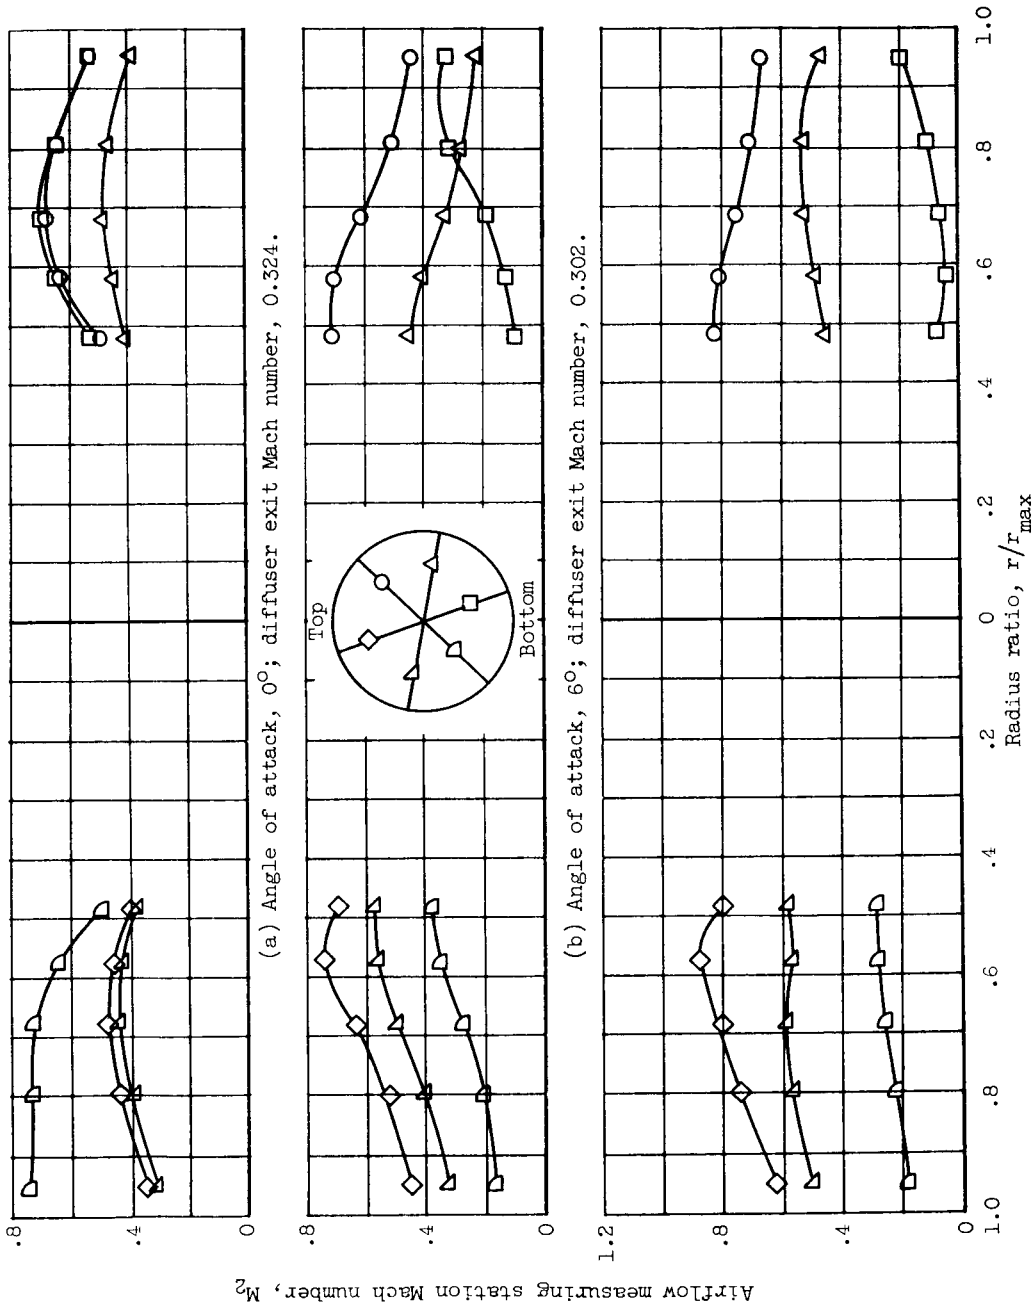 Airflow measuring station Mach number, M2
.8
.4
0
(a) Angle of attack, 0°; diffuser exit Mach number, 0.324.
.8
.4
0
Top
Bottom
(b) Angle of attack, 6°; diffuser exit Mach number, 0.302.
1.2
.8
.4
0
1.0 .8 .6 .4 .2 0 .2 .4 .6 .8 1.0
Radius ratio, r/rmax